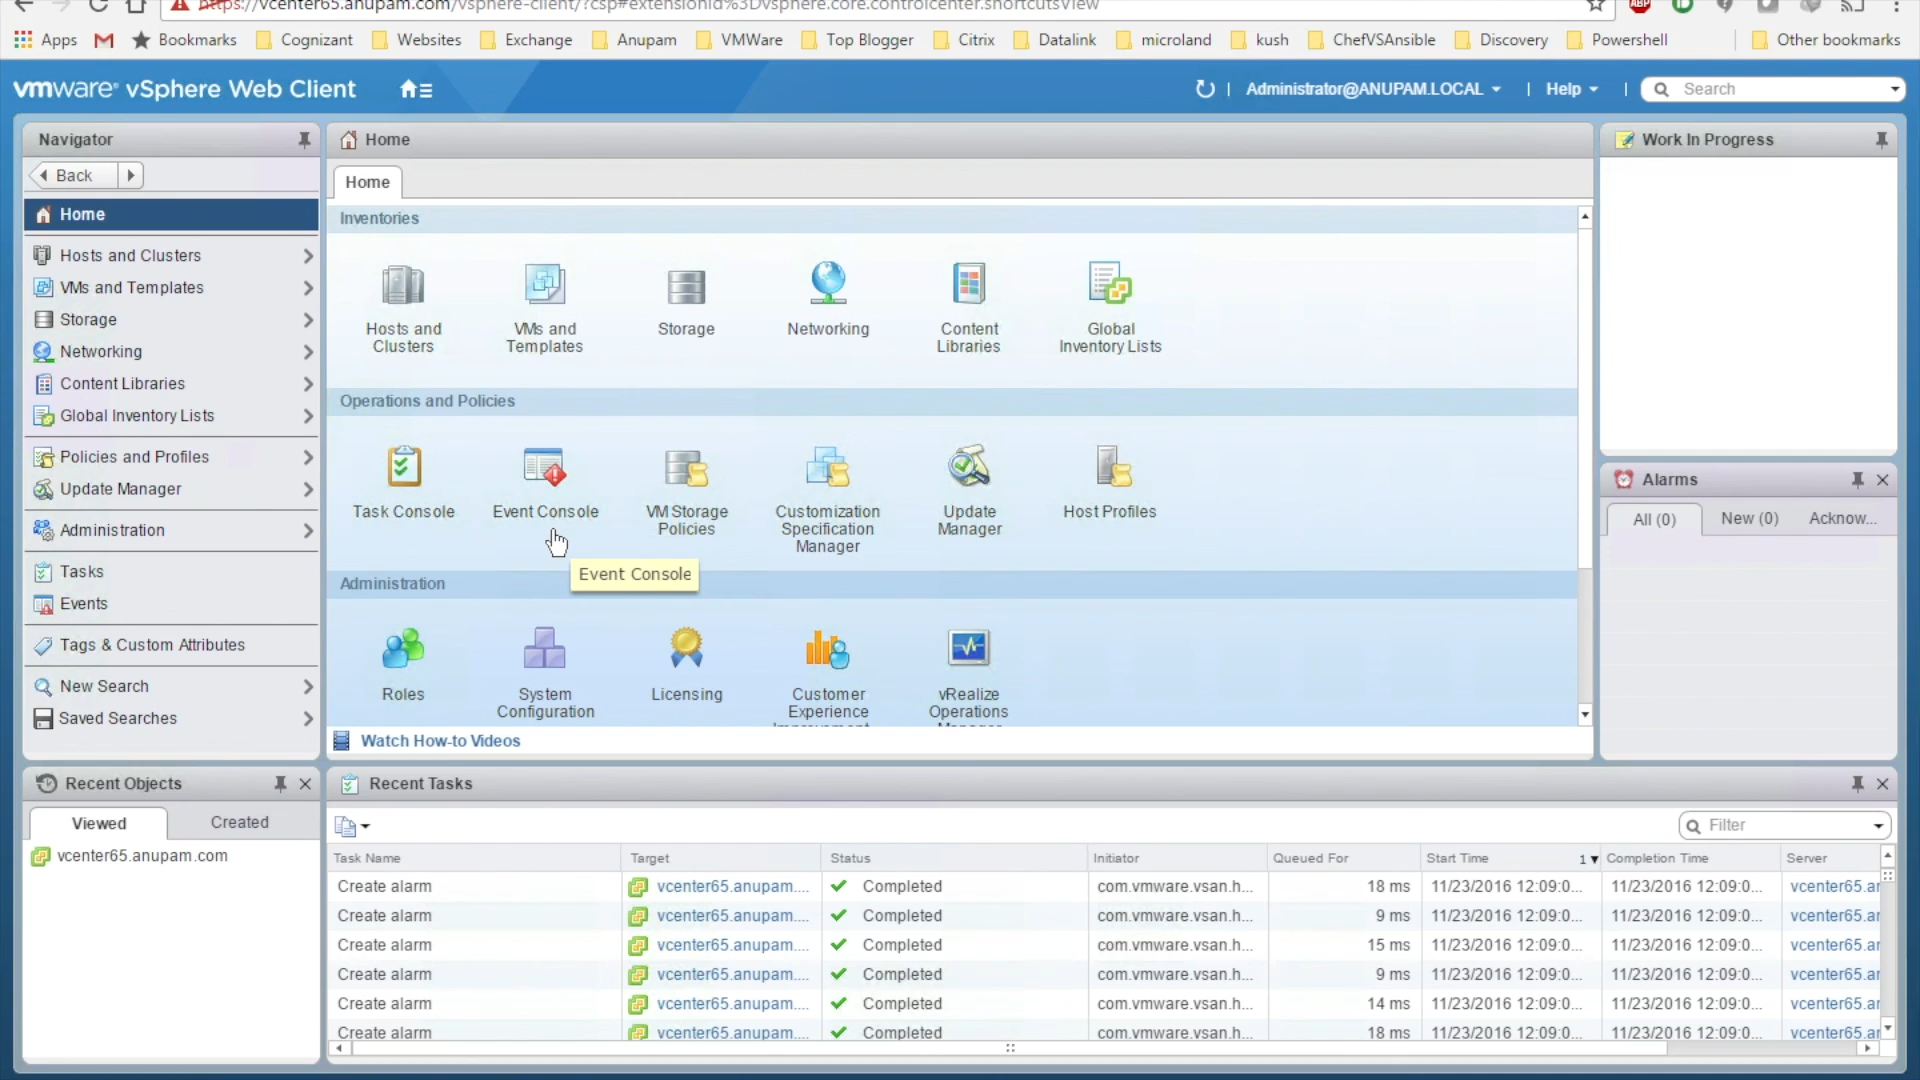 https://vcenter65.anupam.com/vsphere-client/?csp#extensionId%3Dvsphere.core.controlcenter.shortcutsView
ABP
Apps Bookmarks Cognizant Websites Exchange Anupam VMWare Top Blogger Citrix Datalink microland kush ChefVSAnsible Discovery Powershell Other bookmarks
vmware® vSphere Web Client
Administrator@ANUPAM.LOCAL | Help | Search
Navigator
Back
Home
Hosts and Clusters
VMs and Templates
Storage
Networking
Content Libraries
Global Inventory Lists
Policies and Profiles
Update Manager
Administration
Tasks
Events
Tags & Custom Attributes
New Search
Saved Searches
Home
Home
Inventories
Hosts and Clusters
VMs and Templates
Storage
Networking
Content Libraries
Global Inventory Lists
Operations and Policies
Task Console
Event Console
VM Storage Policies
Customization Specification Manager
Update Manager
Host Profiles
Event Console
Administration
Roles
System Configuration
Licensing
Customer Experience
vRealize Operations
Watch How-to Videos
Work In Progress
Alarms
All (0) New (0) Acknow...
Recent Objects
Viewed Created
vcenter65.anupam.com
Recent Tasks
Filter
Task Name Target Status Initiator Queued For Start Time 1 Completion Time Server
Create alarm vcenter65.anupam.... Completed com.vmware.vsan.h... 18 ms 11/23/2016 12:09:0... 11/23/2016 12:09:0... vcenter65.ar
Create alarm vcenter65.anupam.... Completed com.vmware.vsan.h... 9 ms 11/23/2016 12:09:0... 11/23/2016 12:09:0... vcenter65.ar
Create alarm vcenter65.anupam.... Completed com.vmware.vsan.h... 15 ms 11/23/2016 12:09:0... 11/23/2016 12:09:0... vcenter65.ar
Create alarm vcenter65.anupam.... Completed com.vmware.vsan.h... 9 ms 11/23/2016 12:09:0... 11/23/2016 12:09:0... vcenter65.ar
Create alarm vcenter65.anupam.... Completed com.vmware.vsan.h... 14 ms 11/23/2016 12:09:0... 11/23/2016 12:09:0... vcenter65.ar
Create alarm vcenter65.anupam.... Completed com.vmware.vsan.h... 18 ms 11/23/2016 12:09:0... 11/23/2016 12:09:0... vcenter65.ar